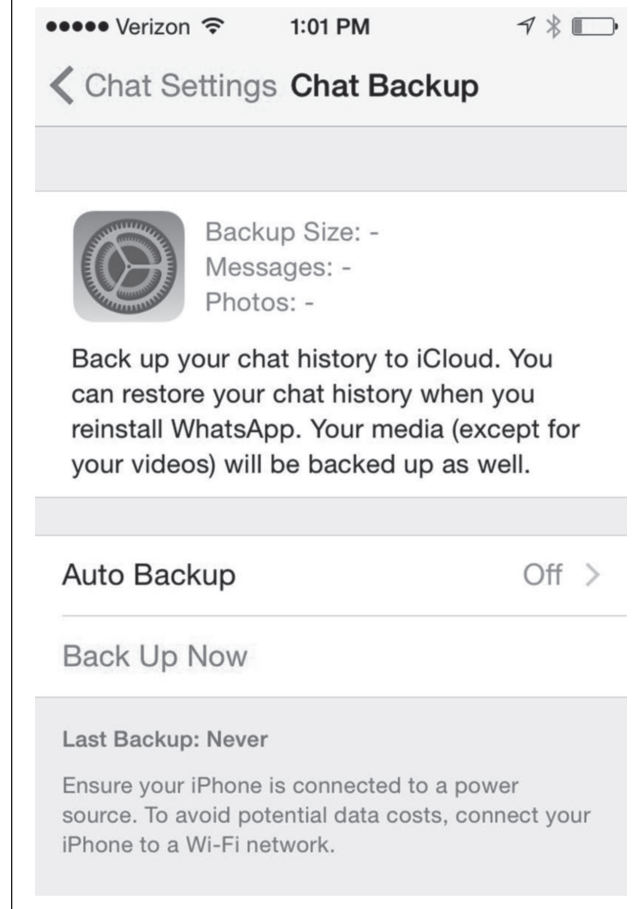 Verizon 1:01 PM
Chat Settings Chat Backup
Backup Size: -
Messages: -
Photos: -
Back up your chat history to iCloud. You
can restore your chat history when you
reinstall WhatsApp. Your media (except for
your videos) will be backed up as well.
Auto Backup Off
Back Up Now
Last Backup: Never
Ensure your iPhone is connected to a power
source. To avoid potential data costs, connect your
iPhone to a Wi-Fi network.